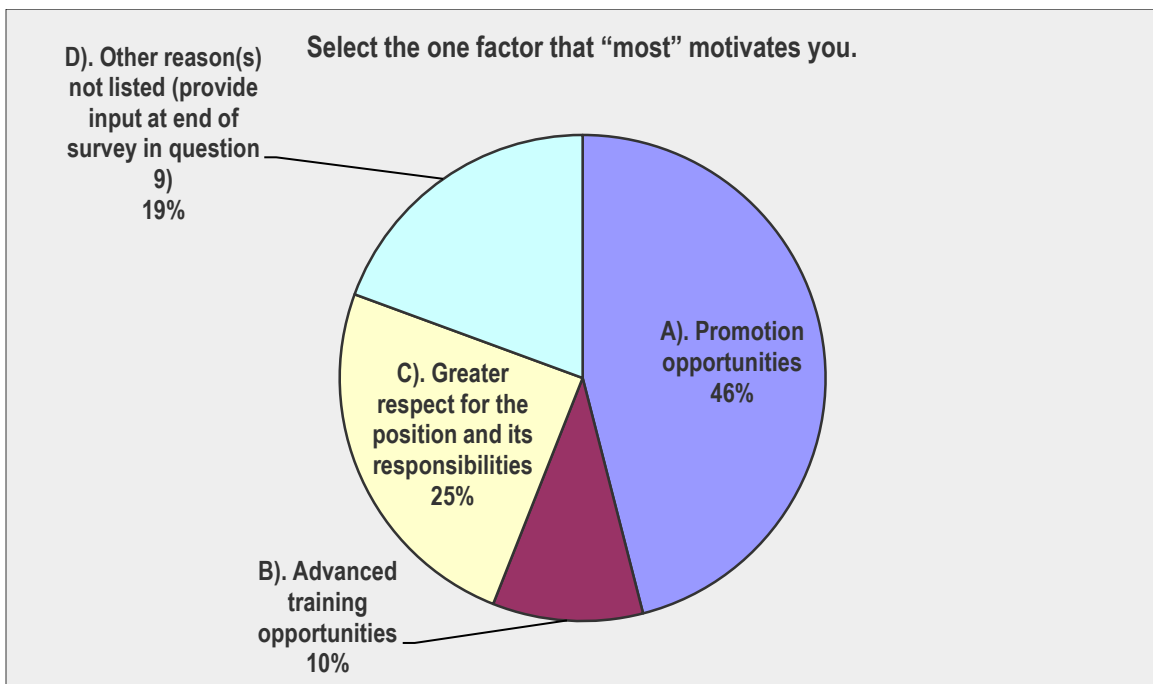 Select the one factor that “most” motivates you.
D). Other reason(s)
not listed (provide
input at end of
survey in question
9)
19%
A). Promotion
opportunities
46%
C). Greater
respect for the
position and its
responsibilities
25%
B). Advanced
training
opportunities
10%